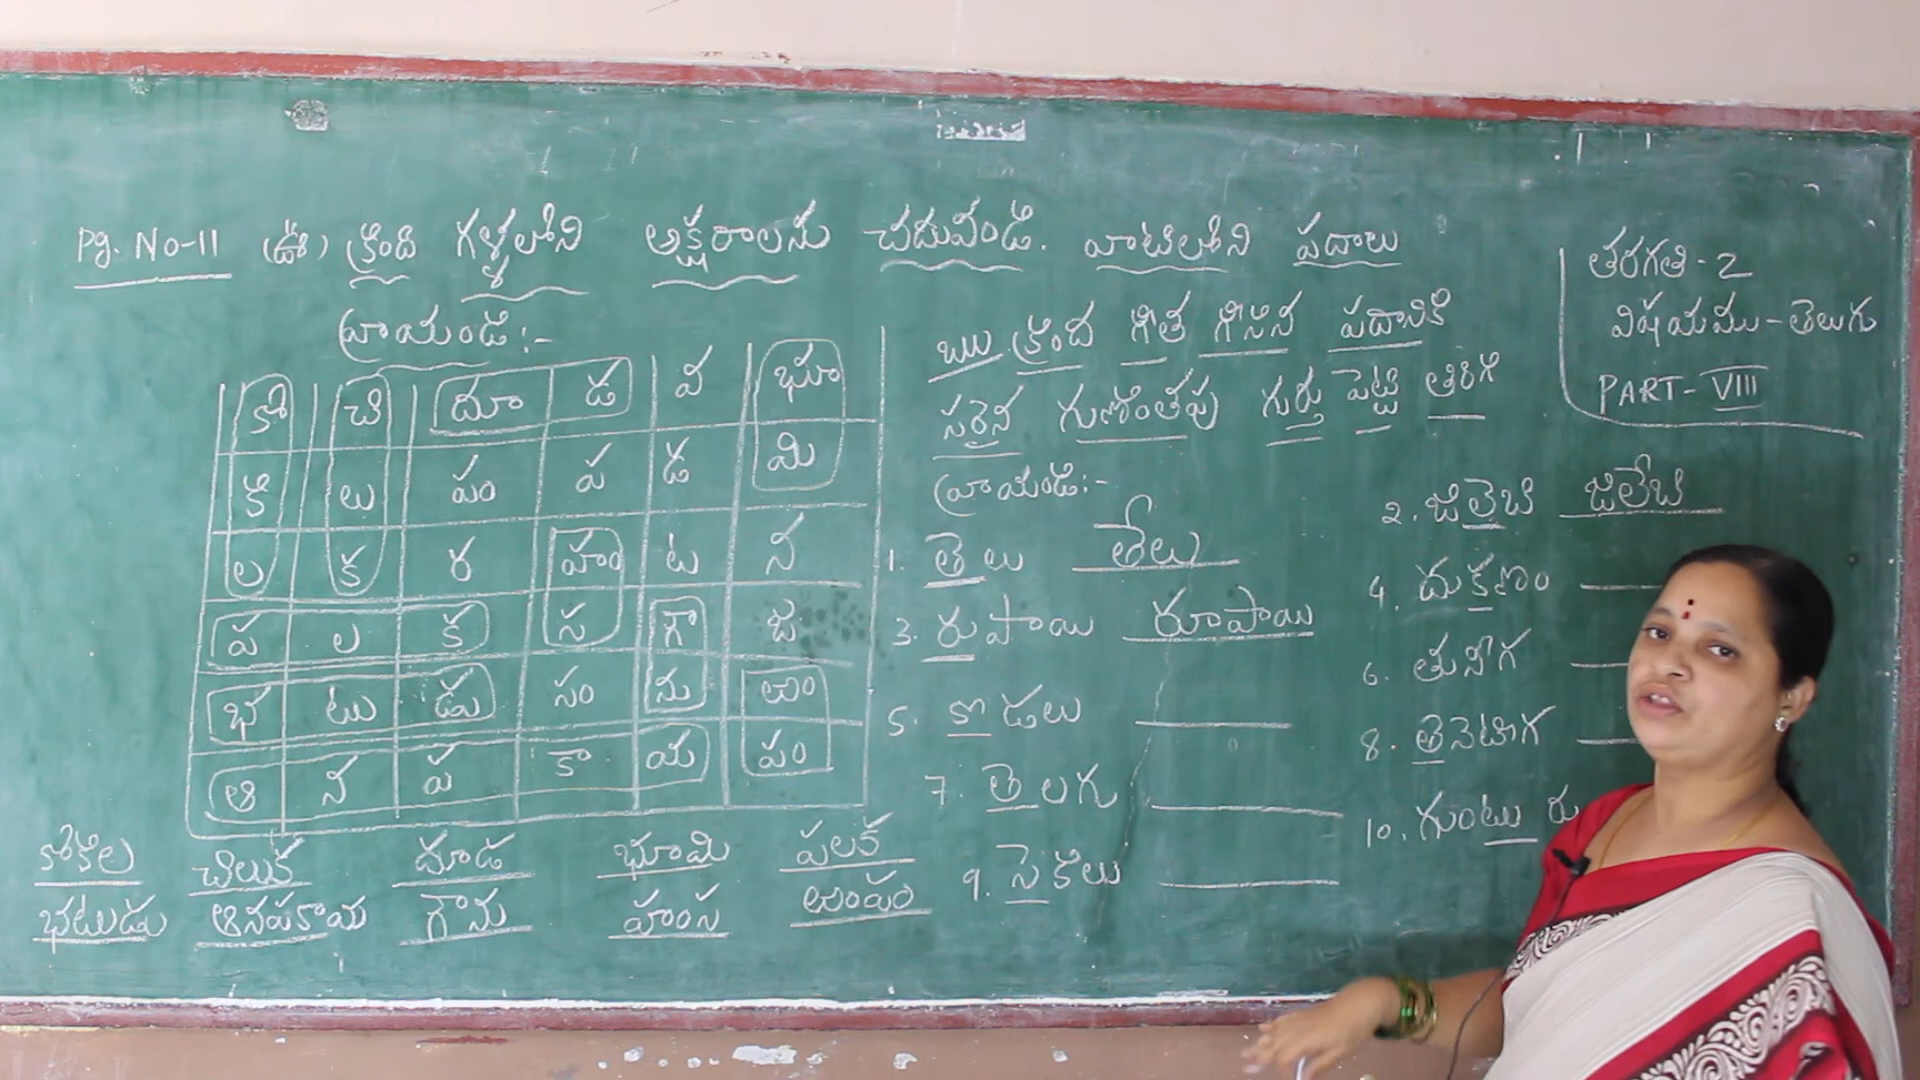 Pg. No-11 (ఊ) క్రింది గళ్ళలోని అక్షరాలను చదువండి. వాటిలోని పదాలు
వ్రాయండి:-
కో చి దూ డ వ భూ
కి లు పం ప డ మి
ల క ర హం ట న
ప ల క స గా జ
భ టు డు సం ను ఋ
ఆ న ప కా య పం
కోకిల చిలుక దూడ భూమి పలక
భటుడు ఆనపకాయ గాను హంస
ఋ క్రింద గీత గీసిన పదానికి
సరైన గుణింతపు గుర్తు పెట్టి తిరిగి
వ్రాయండి:-
1. తెలు తేలు
2. జిలెబి జిలేబి
3. రుపాయి రూపాయి
4. దుకణం
5. కొడలు
6. తునీగ
7. తెలగు
8. తెనెటీగ
9. సెకలు
10. గుంటు రు
తరగతి - 2
విషయము - తెలుగు
PART - VIII